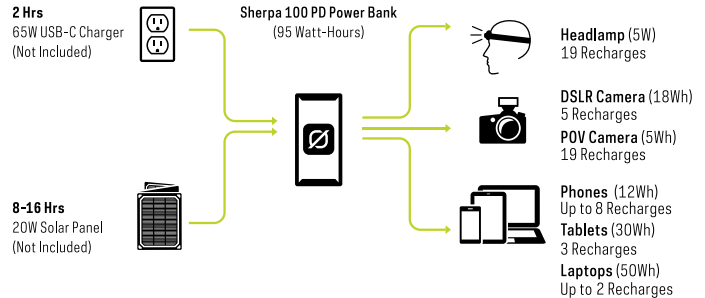 2 Hrs
65W USB-C Charger
(Not Included)
Sherpa 100 PD Power Bank
(95 Watt-Hours)
8-16 Hrs
20W Solar Panel
(Not Included)
Headlamp (5W)
19 Recharges
DSLR Camera (18Wh)
5 Recharges
POV Camera (5Wh)
19 Recharges
Phones (12Wh)
Up to 8 Recharges
Tablets (30Wh)
3 Recharges
Laptops (50Wh)
Up to 2 Recharges